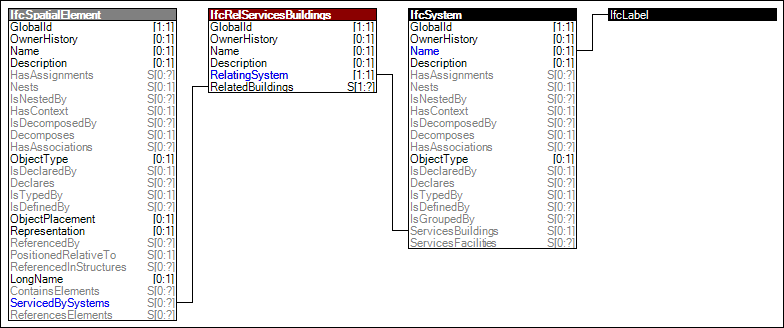 IfcSpatialElement
GlobalId [1:1]
OwnerHistory [0:1]
Name [0:1]
Description [0:1]
HasAssignments S[0:?]
Nests S[0:1]
IsNestedBy S[0:?]
HasContext S[0:1]
IsDecomposedBy S[0:?]
Decomposes S[0:1]
HasAssociations S[0:?]
ObjectType [0:1]
IsDeclaredBy S[0:1]
Declares S[0:?]
IsTypedBy S[0:1]
IsDefinedBy S[0:?]
ObjectPlacement [0:1]
Representation [0:1]
ReferencedBy S[0:?]
PositionedRelativeTo S[0:1]
ReferencedInStructures S[0:?]
LongName [0:1]
ContainsElements S[0:?]
ServicedBySystems S[0:?]
ReferencesElements S[0:?]
IfcRelServicesBuildings
GlobalId [1:1]
OwnerHistory [0:1]
Name [0:1]
Description [0:1]
RelatingSystem [1:1]
RelatedBuildings S[1:?]
IfcSystem
GlobalId [1:1]
OwnerHistory [0:1]
Name [0:1]
Description [0:1]
HasAssignments S[0:?]
Nests S[0:1]
IsNestedBy S[0:?]
HasContext S[0:1]
IsDecomposedBy S[0:?]
Decomposes S[0:1]
HasAssociations S[0:?]
ObjectType [0:1]
IsDeclaredBy S[0:1]
Declares S[0:?]
IsTypedBy S[0:1]
IsDefinedBy S[0:?]
IsGroupedBy S[0:?]
ServicesBuildings S[0:1]
ServicesFacilities S[0:?]
IfcLabel